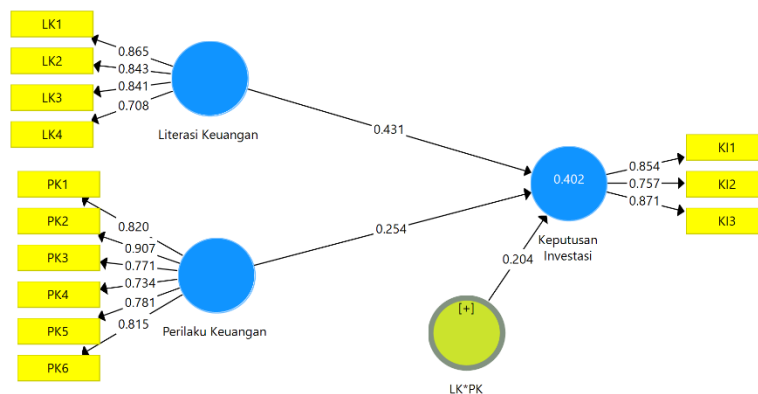 LK1
LK2
LK3
LK4
0.865
0.843
0.841
0.708
Literasi Keuangan
PK1
PK2
PK3
PK4
PK5
PK6
0.820
0.907
0.771
0.734
0.781
0.815
Perilaku Keuangan
0.431
0.254
0.204
[+]
LK*PK
0.402
Keputusan
Investasi
0.854
0.757
0.871
KI1
KI2
KI3